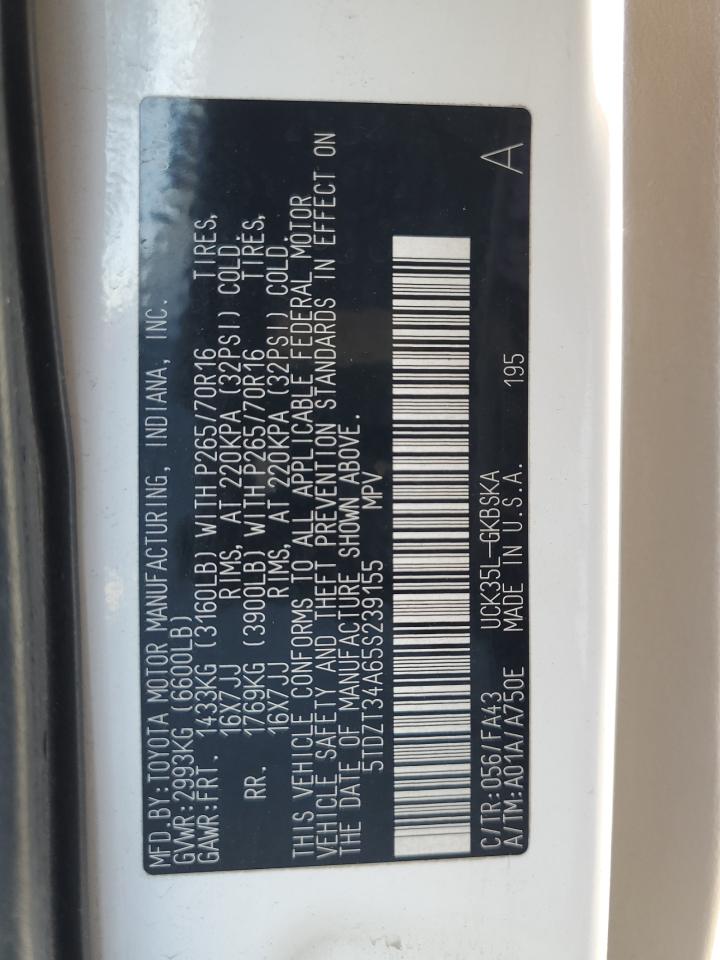 MFD. BY: TOYOTA MOTOR MANUFACTURING, INDIANA, INC.
GVWR: 2993KG (6600LB)
GAWR: FRT. 1433KG (3160LB) WITH P265/70R16 TIRES,
16X7JJ RIMS, AT 220KPA (32PSI) COLD.
RR. 1769KG (3900LB) WITH P265/70R16 TIRES,
16X7JJ RIMS, AT 220KPA (32PSI) COLD.
THIS VEHICLE CONFORMS TO ALL APPLICABLE FEDERAL MOTOR
VEHICLE SAFETY AND THEFT PREVENTION STANDARDS IN EFFECT ON
THE DATE OF MANUFACTURE SHOWN ABOVE.
5TDZT34A65S239155 MPV
C/TR: 056/FA43 UCK35L-GKBSKA
A/TM: A01A/A750E MADE IN U.S.A. 195 A